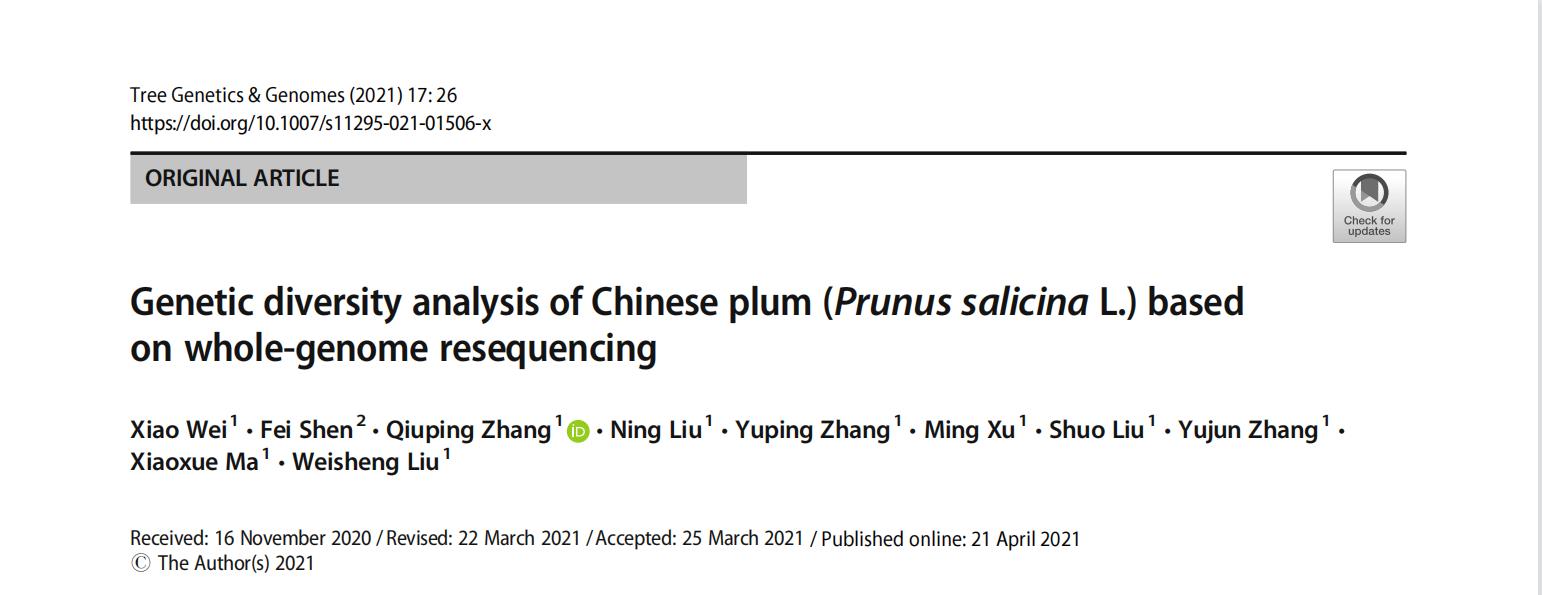 Tree Genetics & Genomes (2021) 17: 26
https://doi.org/10.1007/s11295-021-01506-x
ORIGINAL ARTICLE
Check for
updates
Genetic diversity analysis of Chinese plum (Prunus salicina L.) based
on whole-genome resequencing
Xiao Wei 1 · Fei Shen 2 · Qiuping Zhang 1 iD · Ning Liu 1 · Yuping Zhang 1 · Ming Xu 1 · Shuo Liu 1 · Yujun Zhang 1 ·
Xiaoxue Ma 1 · Weisheng Liu 1
Received: 16 November 2020 / Revised: 22 March 2021 / Accepted: 25 March 2021 / Published online: 21 April 2021
© The Author(s) 2021